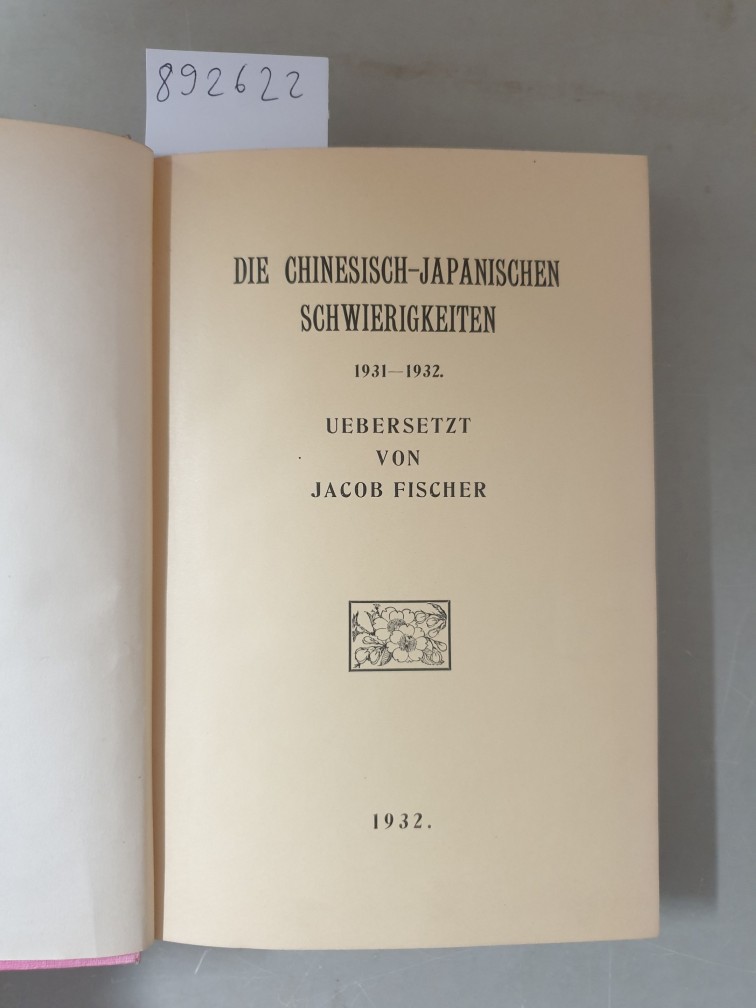 892622
DIE CHINESISCH-JAPANISCHEN
SCHWIERIGKEITEN
1931—1932.
UEBERSETZT
VON
JACOB FISCHER
1932.